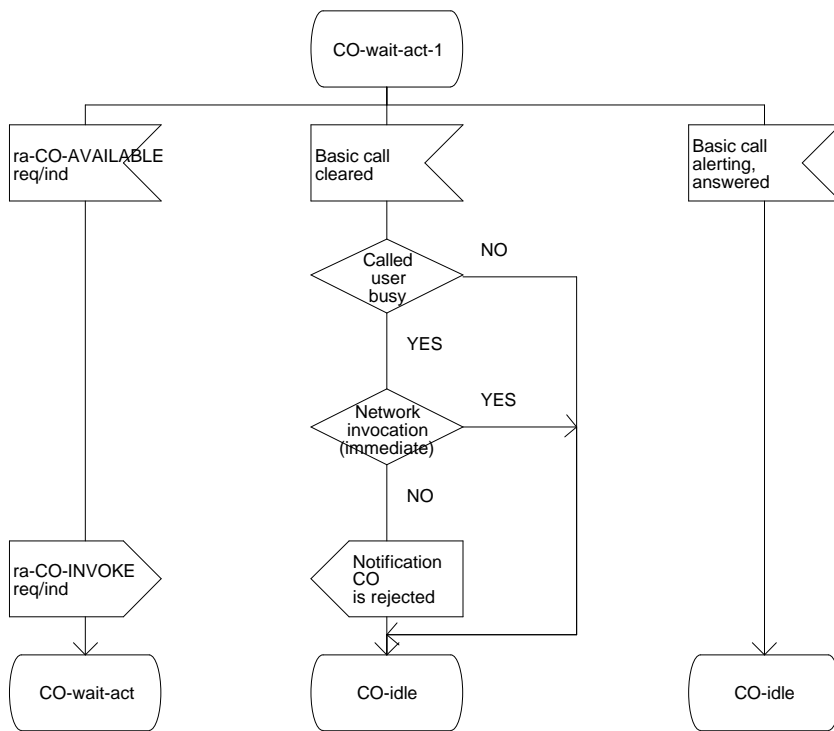 CO-wait-act-1
ra-CO-AVAILABLE
req/ind
Basic call
cleared
Basic call
alerting,
answered
Called
user
busy
NO
YES
Network
invocation
(immediate)
YES
NO
ra-CO-INVOKE
req/ind
Notification
CO
is rejected
CO-wait-act
CO-idle
CO-idle